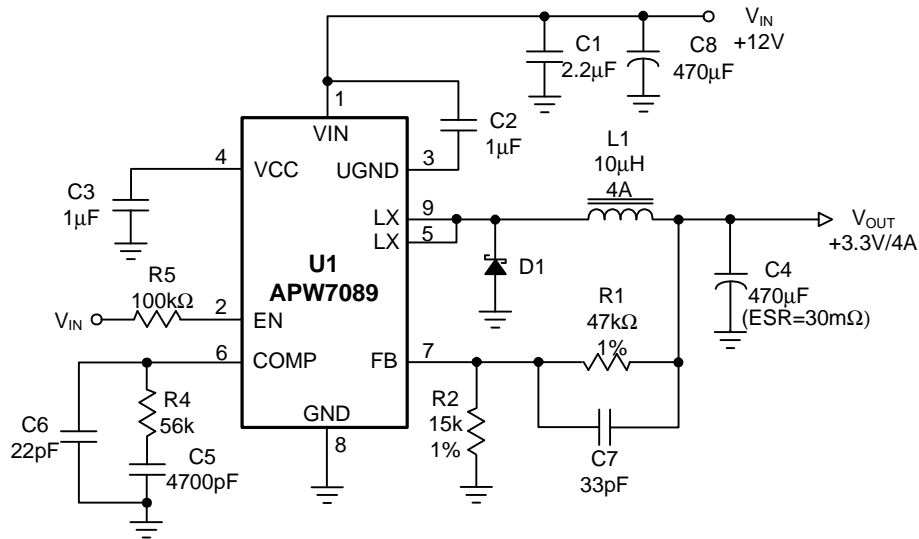 V_IN
+12V
C1
2.2μF
C8
470μF
1
VIN
C2
1μF
3
UGND
4
VCC
C3
1μF
L1
10μH
4A
9
LX
5
LX
V_OUT
+3.3V/4A
U1
APW7089
D1
C4
470μF
(ESR=30mΩ)
R5
100kΩ
V_IN
2
EN
R1
47kΩ
1%
6
COMP
7
FB
R4
56k
C6
22pF
C5
4700pF
GND
8
R2
15k
1%
C7
33pF